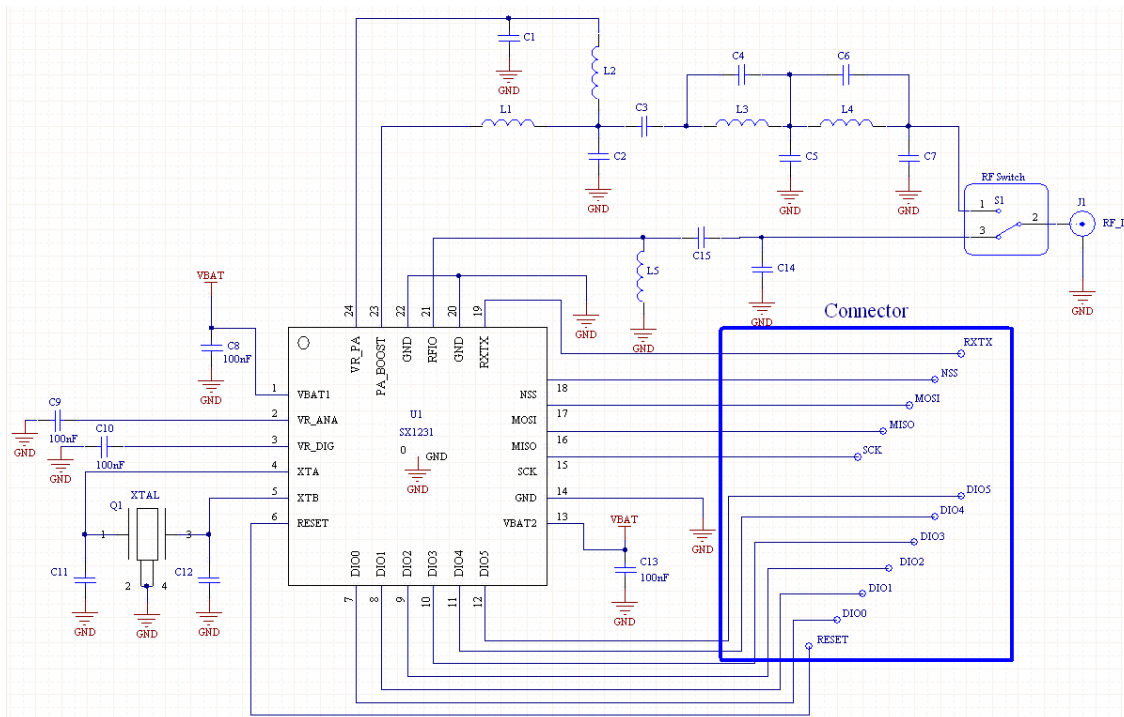 C1
GND
L2
C4
C6
L1
C3
L3
L4
C2
C5
C7
GND
GND
GND
RF Switch
S1
J1
1
2
3
RF_I
C15
C14
L5
GND
GND
GND
GND
VBAT
C8
100nF
GND
24
23
22
21
20
19
VR_PA
PA_BOOST
GND
RFIO
GND
RXTX
Connector
RXTX
NSS
MOSI
MISO
SCK
1 VBAT1
2 VR_ANA
3 VR_DIG
4 XTA
5 XTB
6 RESET
C9
100nF
GND
C10
100nF
GND
U1
SX1231
0 GND
GND
NSS 18
MOSI 17
MISO 16
SCK 15
GND 14
VBAT2 13
GND
VBAT
C13
100nF
GND
XTAL
Q1
1
3
2
4
C11
C12
GND
GND
GND
DIO0
DIO1
DIO2
DIO3
DIO4
DIO5
7
8
9
10
11
12
DIO5
DIO4
DIO3
DIO2
DIO1
DIO0
RESET